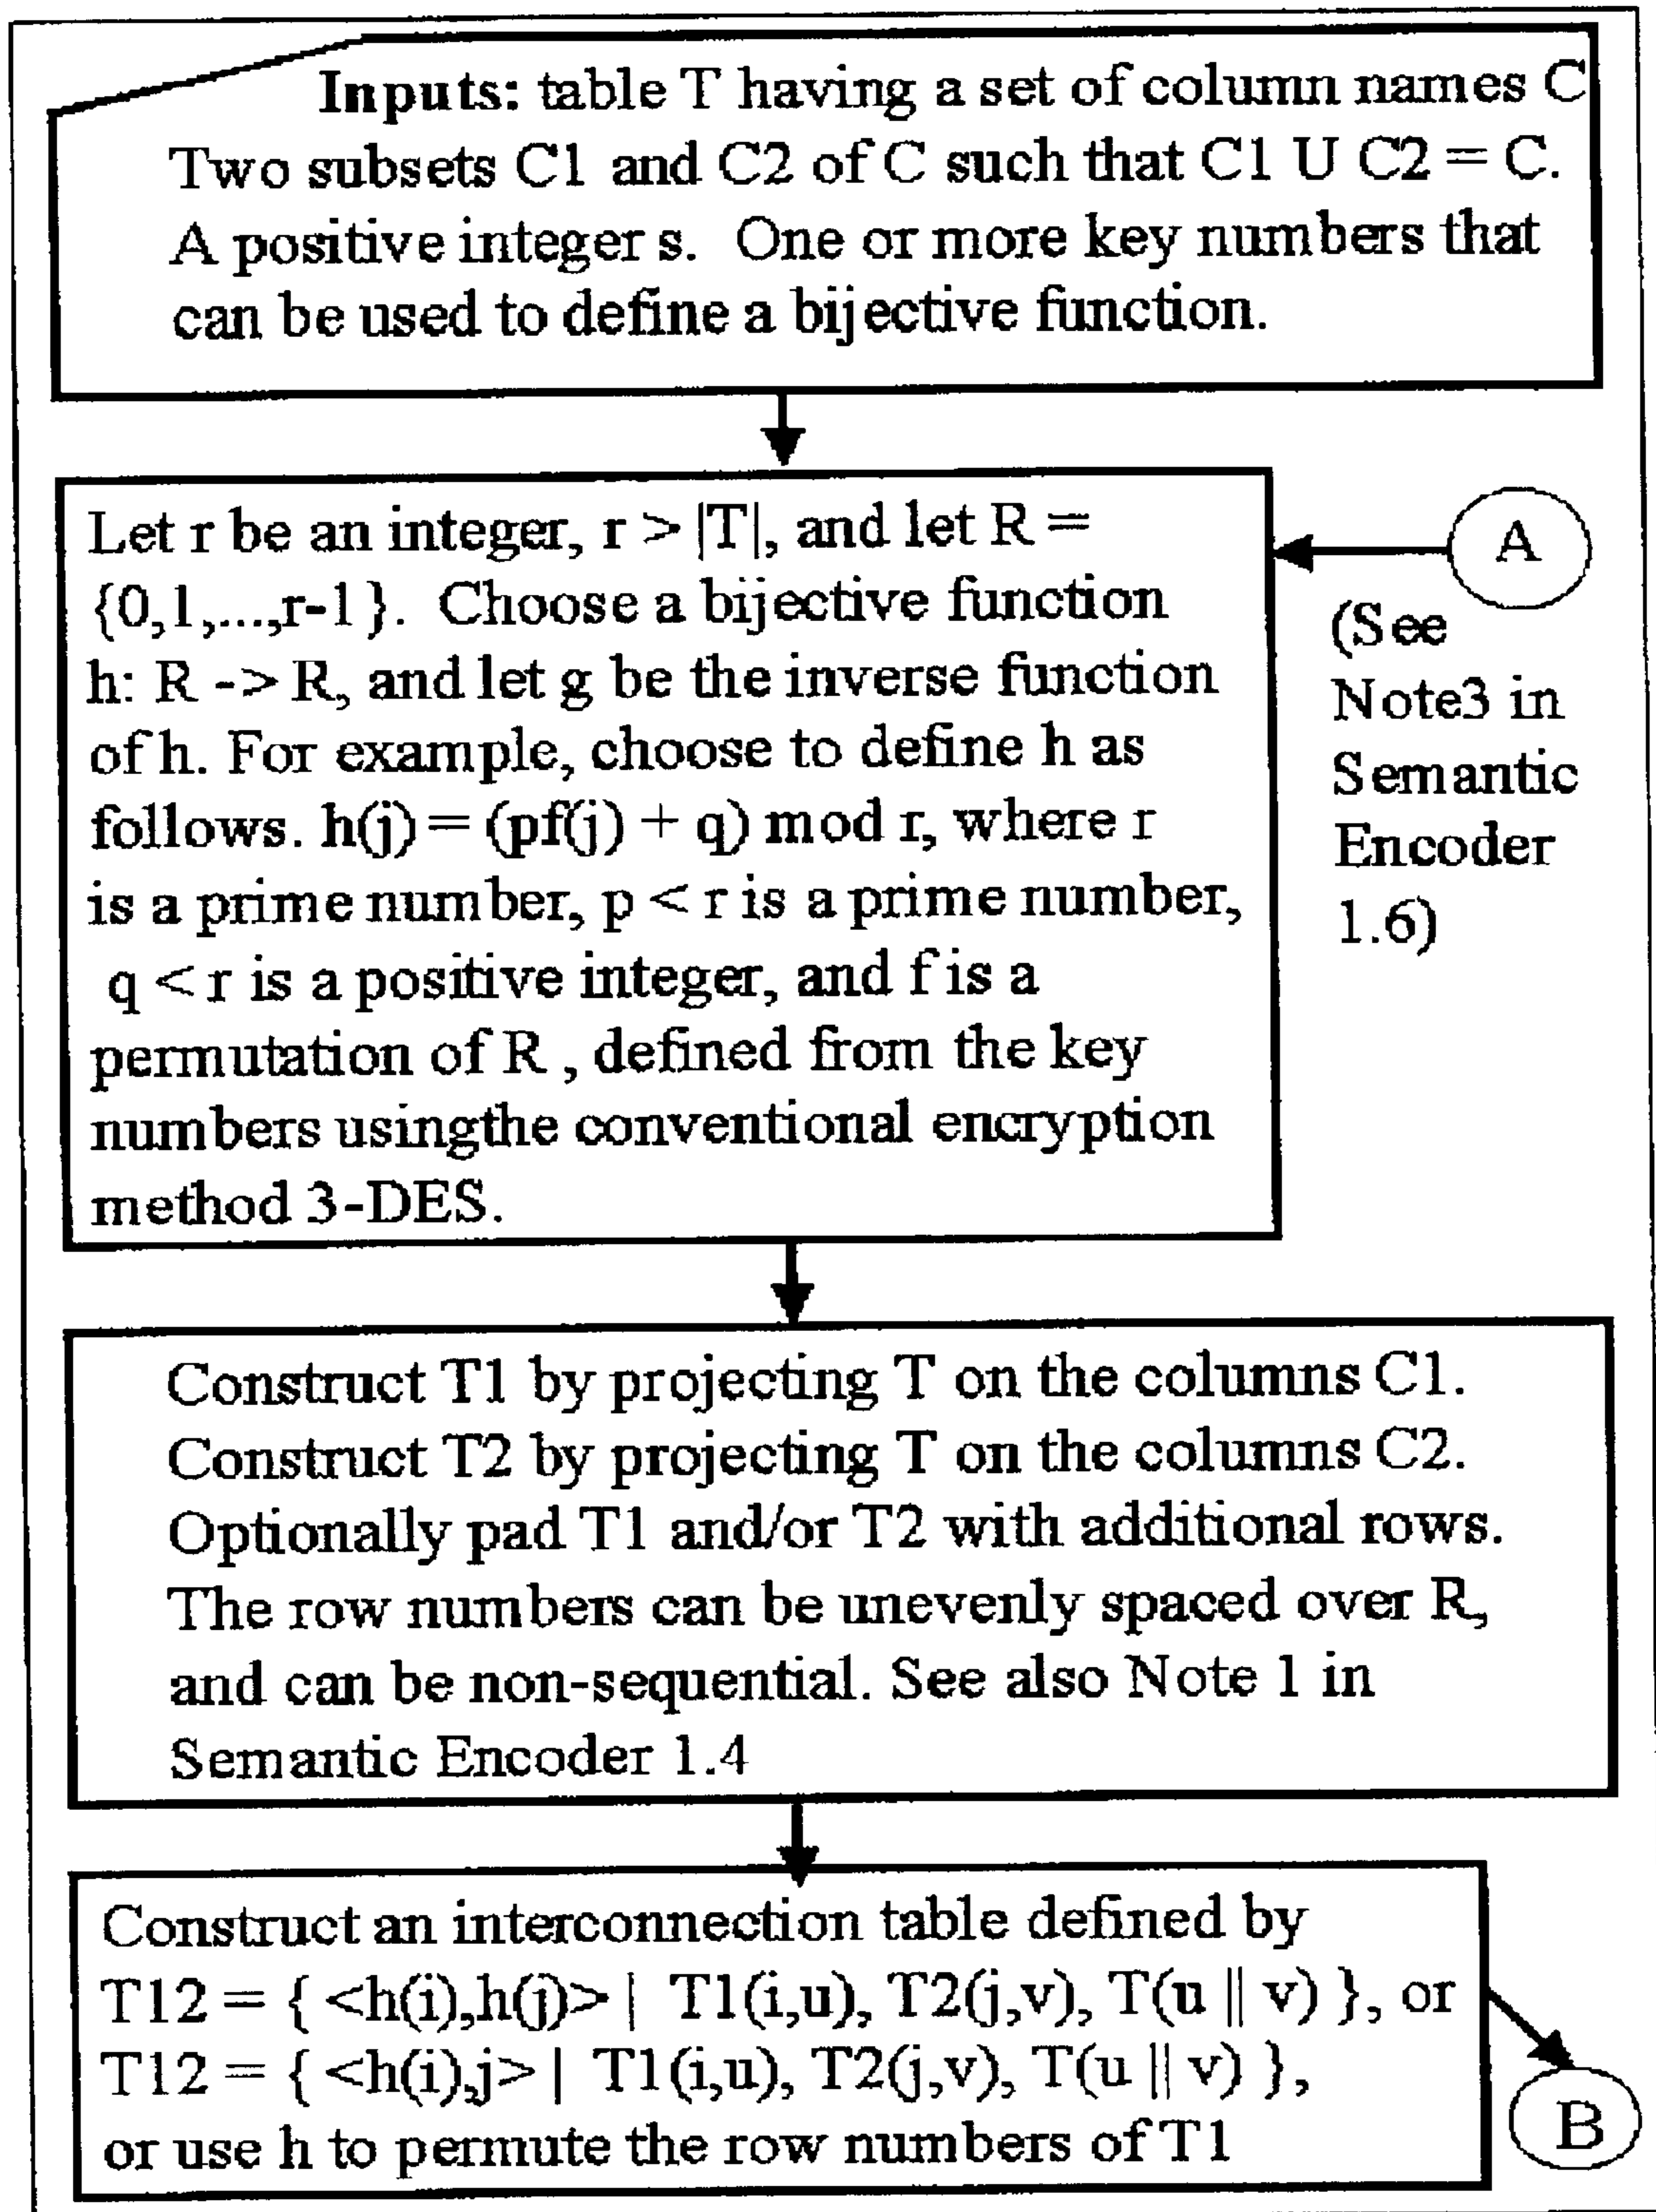 Inputs: table T having a set of column names C
Two subsets C1 and C2 of C such that C1 U C2 = C.
A positive integer s. One or more key numbers that
can be used to define a bijective function.
Let r be an integer, r > |T|, and let R =
{0,1,...,r-1}. Choose a bijective function
h: R -> R, and let g be the inverse function
of h. For example, choose to define h as
follows. h(j) = (pf(j) + q) mod r, where r
is a prime number, p < r is a prime number,
q < r is a positive integer, and f is a
permutation of R , defined from the key
numbers usingthe conventional encryption
method 3-DES.
A
(See
Note3 in
Semantic
Encoder
1.6)
Construct T1 by projecting T on the columns C1.
Construct T2 by projecting T on the columns C2.
Optionally pad T1 and/or T2 with additional rows.
The row numbers can be unevenly spaced over R,
and can be non-sequential. See also Note 1 in
Semantic Encoder 1.4
Construct an interconnection table defined by
T12 = { <h(i),h(j)> | T1(i,u), T2(j,v), T(u || v) }, or
T12 = { <h(i),j> | T1(i,u), T2(j,v), T(u || v) },
or use h to permute the row numbers of T1
B